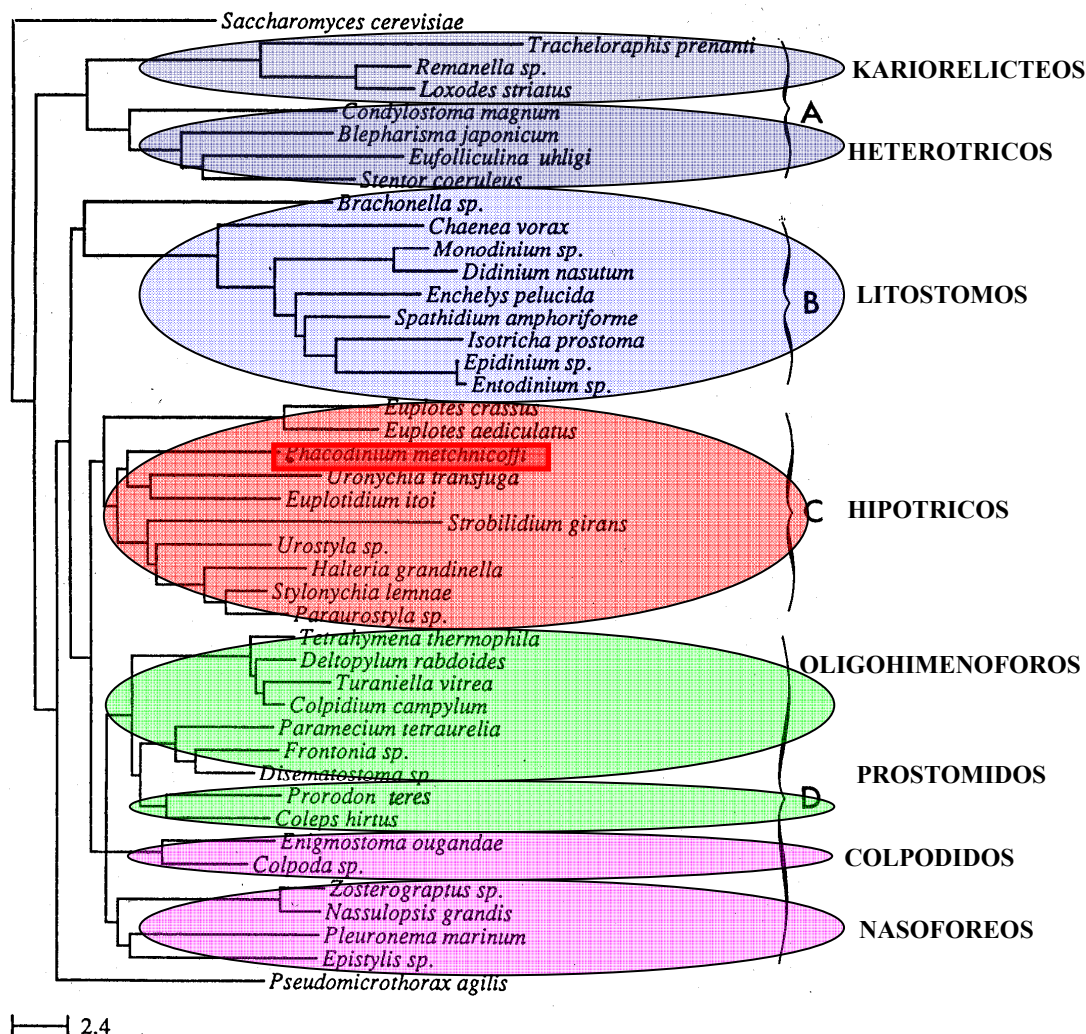 Saccharomyces cerevisiae
Tracheloraphis prenanti
Remanella sp.
KARIORELICTEOS
Loxodes striatus
A
Condylostoma magnum
Blepharisma japonicum
HETEROTRICOS
Eufolliculina uhligi
Stentor coeruleus
Brachonella sp.
Chaenea vorax
Monodinium sp.
Didinium nasutum
Enchelys pelucida
B
LITOSTOMOS
Spathidium amphoriforme
Isotricha prostoma
Epidinium sp.
Entodinium sp.
Euplotes crassus
Euplotes aediculatus
Phacodinium metchnicoffi
Uronychia transfuga
Euplotidium itoi
C
HIPOTRICOS
Strobilidium girans
Urostyla sp.
Halteria grandinella
Stylonychia lemnae
Paraurostyla sp.
Tetrahymena thermophila
Deltopylum rabdoides
OLIGOHIMENOFOROS
Turaniella vitrea
Colpidium campylum
Paramecium tetraurelia
Frontonia sp.
Disematostoma sp
PROSTOMIDOS
Prorodon teres
D
Coleps hirtus
Enigmostoma ougandae
Colpoda sp.
COLPODIDOS
Zosterograptus sp.
Nassulopsis grandis
NASOFOREOS
Pleuronema marinum
Epistylis sp.
Pseudomicrothorax agilis
2.4